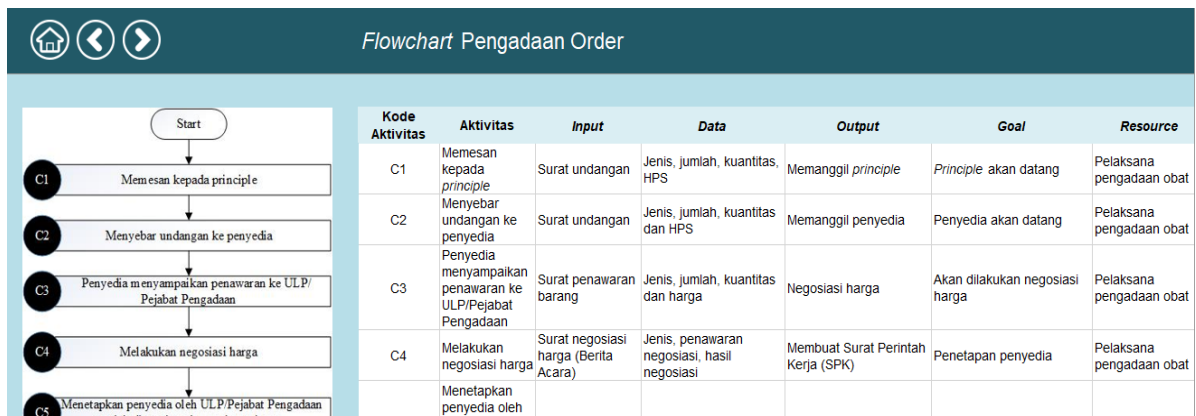 Flowchart Pengadaan Order
Start
C1
Memesan kepada principle
C2
Menyebar undangan ke penyedia
C3
Penyedia menyampaikan penawaran ke ULP/
Pejabat Pengadaan
C4
Melakukan negosiasi harga
C5
Menetapkan penyedia oleh ULP/Pejabat Pengadaan
Kode
Aktivitas
Aktivitas
Input
Data
Output
Goal
Resource
C1
Memesan
kepada
principle
Surat undangan
Jenis, jumlah, kuantitas,
HPS
Memanggil principle
Principle akan datang
Pelaksana
pengadaan obat
C2
Menyebar
undangan ke
penyedia
Surat undangan
Jenis, jumlah, kuantitas
dan HPS
Memanggil penyedia
Penyedia akan datang
Pelaksana
pengadaan obat
C3
Penyedia
menyampaikan
penawaran ke
ULP/Pejabat
Pengadaan
Surat penawaran
barang
Jenis, jumlah, kuantitas
dan harga
Negosiasi harga
Akan dilakukan negosiasi
harga
Pelaksana
pengadaan obat
C4
Melakukan
negosiasi harga
Surat negosiasi
harga (Berita
Acara)
Jenis, penawaran
negosiasi, hasil
negosiasi
Membuat Surat Perintah
Kerja (SPK)
Penetapan penyedia
Pelaksana
pengadaan obat
Menetapkan
penyedia oleh